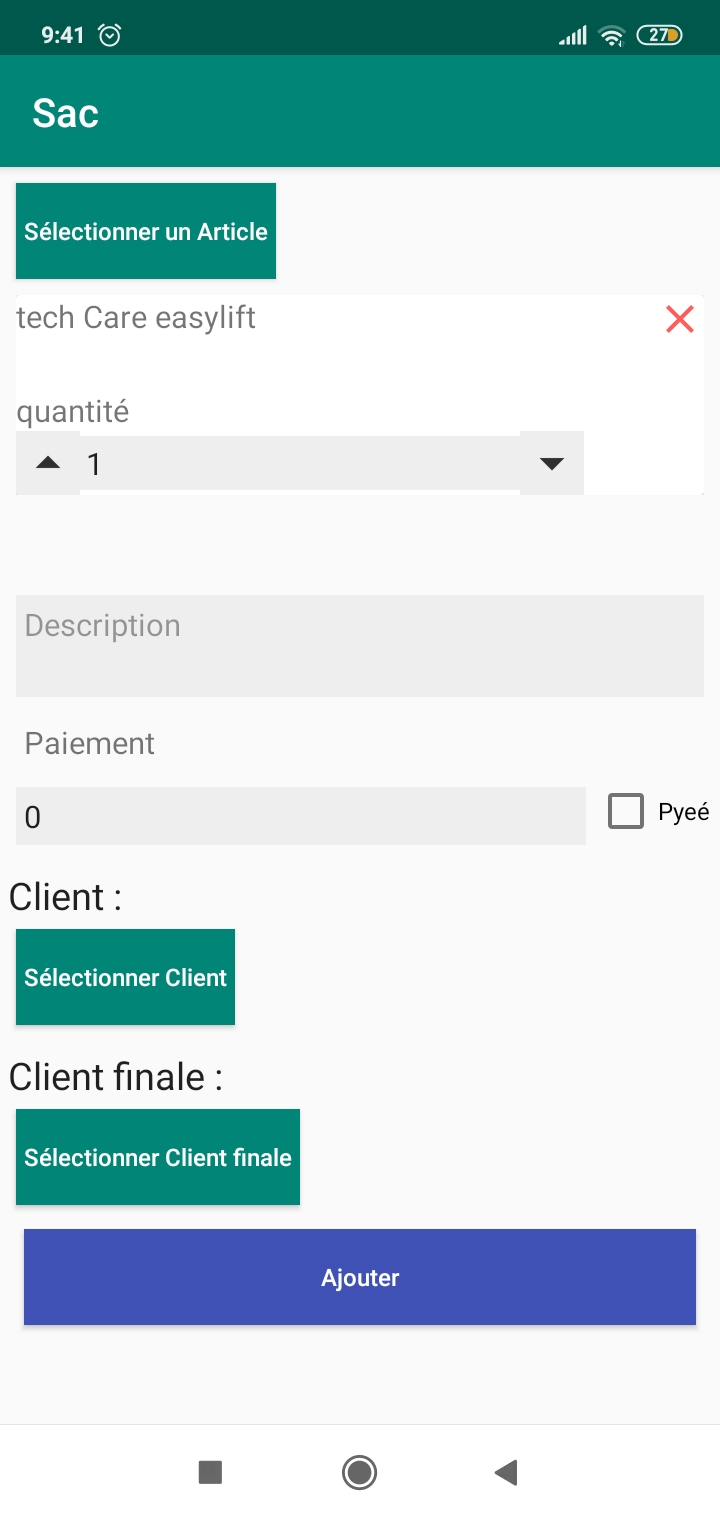 9:41
27
Sac
Sélectionner un Article
tech Care easylift
quantité
1
Description
Paiement
0
Pyeé
Client :
Sélectionner Client
Client finale :
Sélectionner Client finale
Ajouter